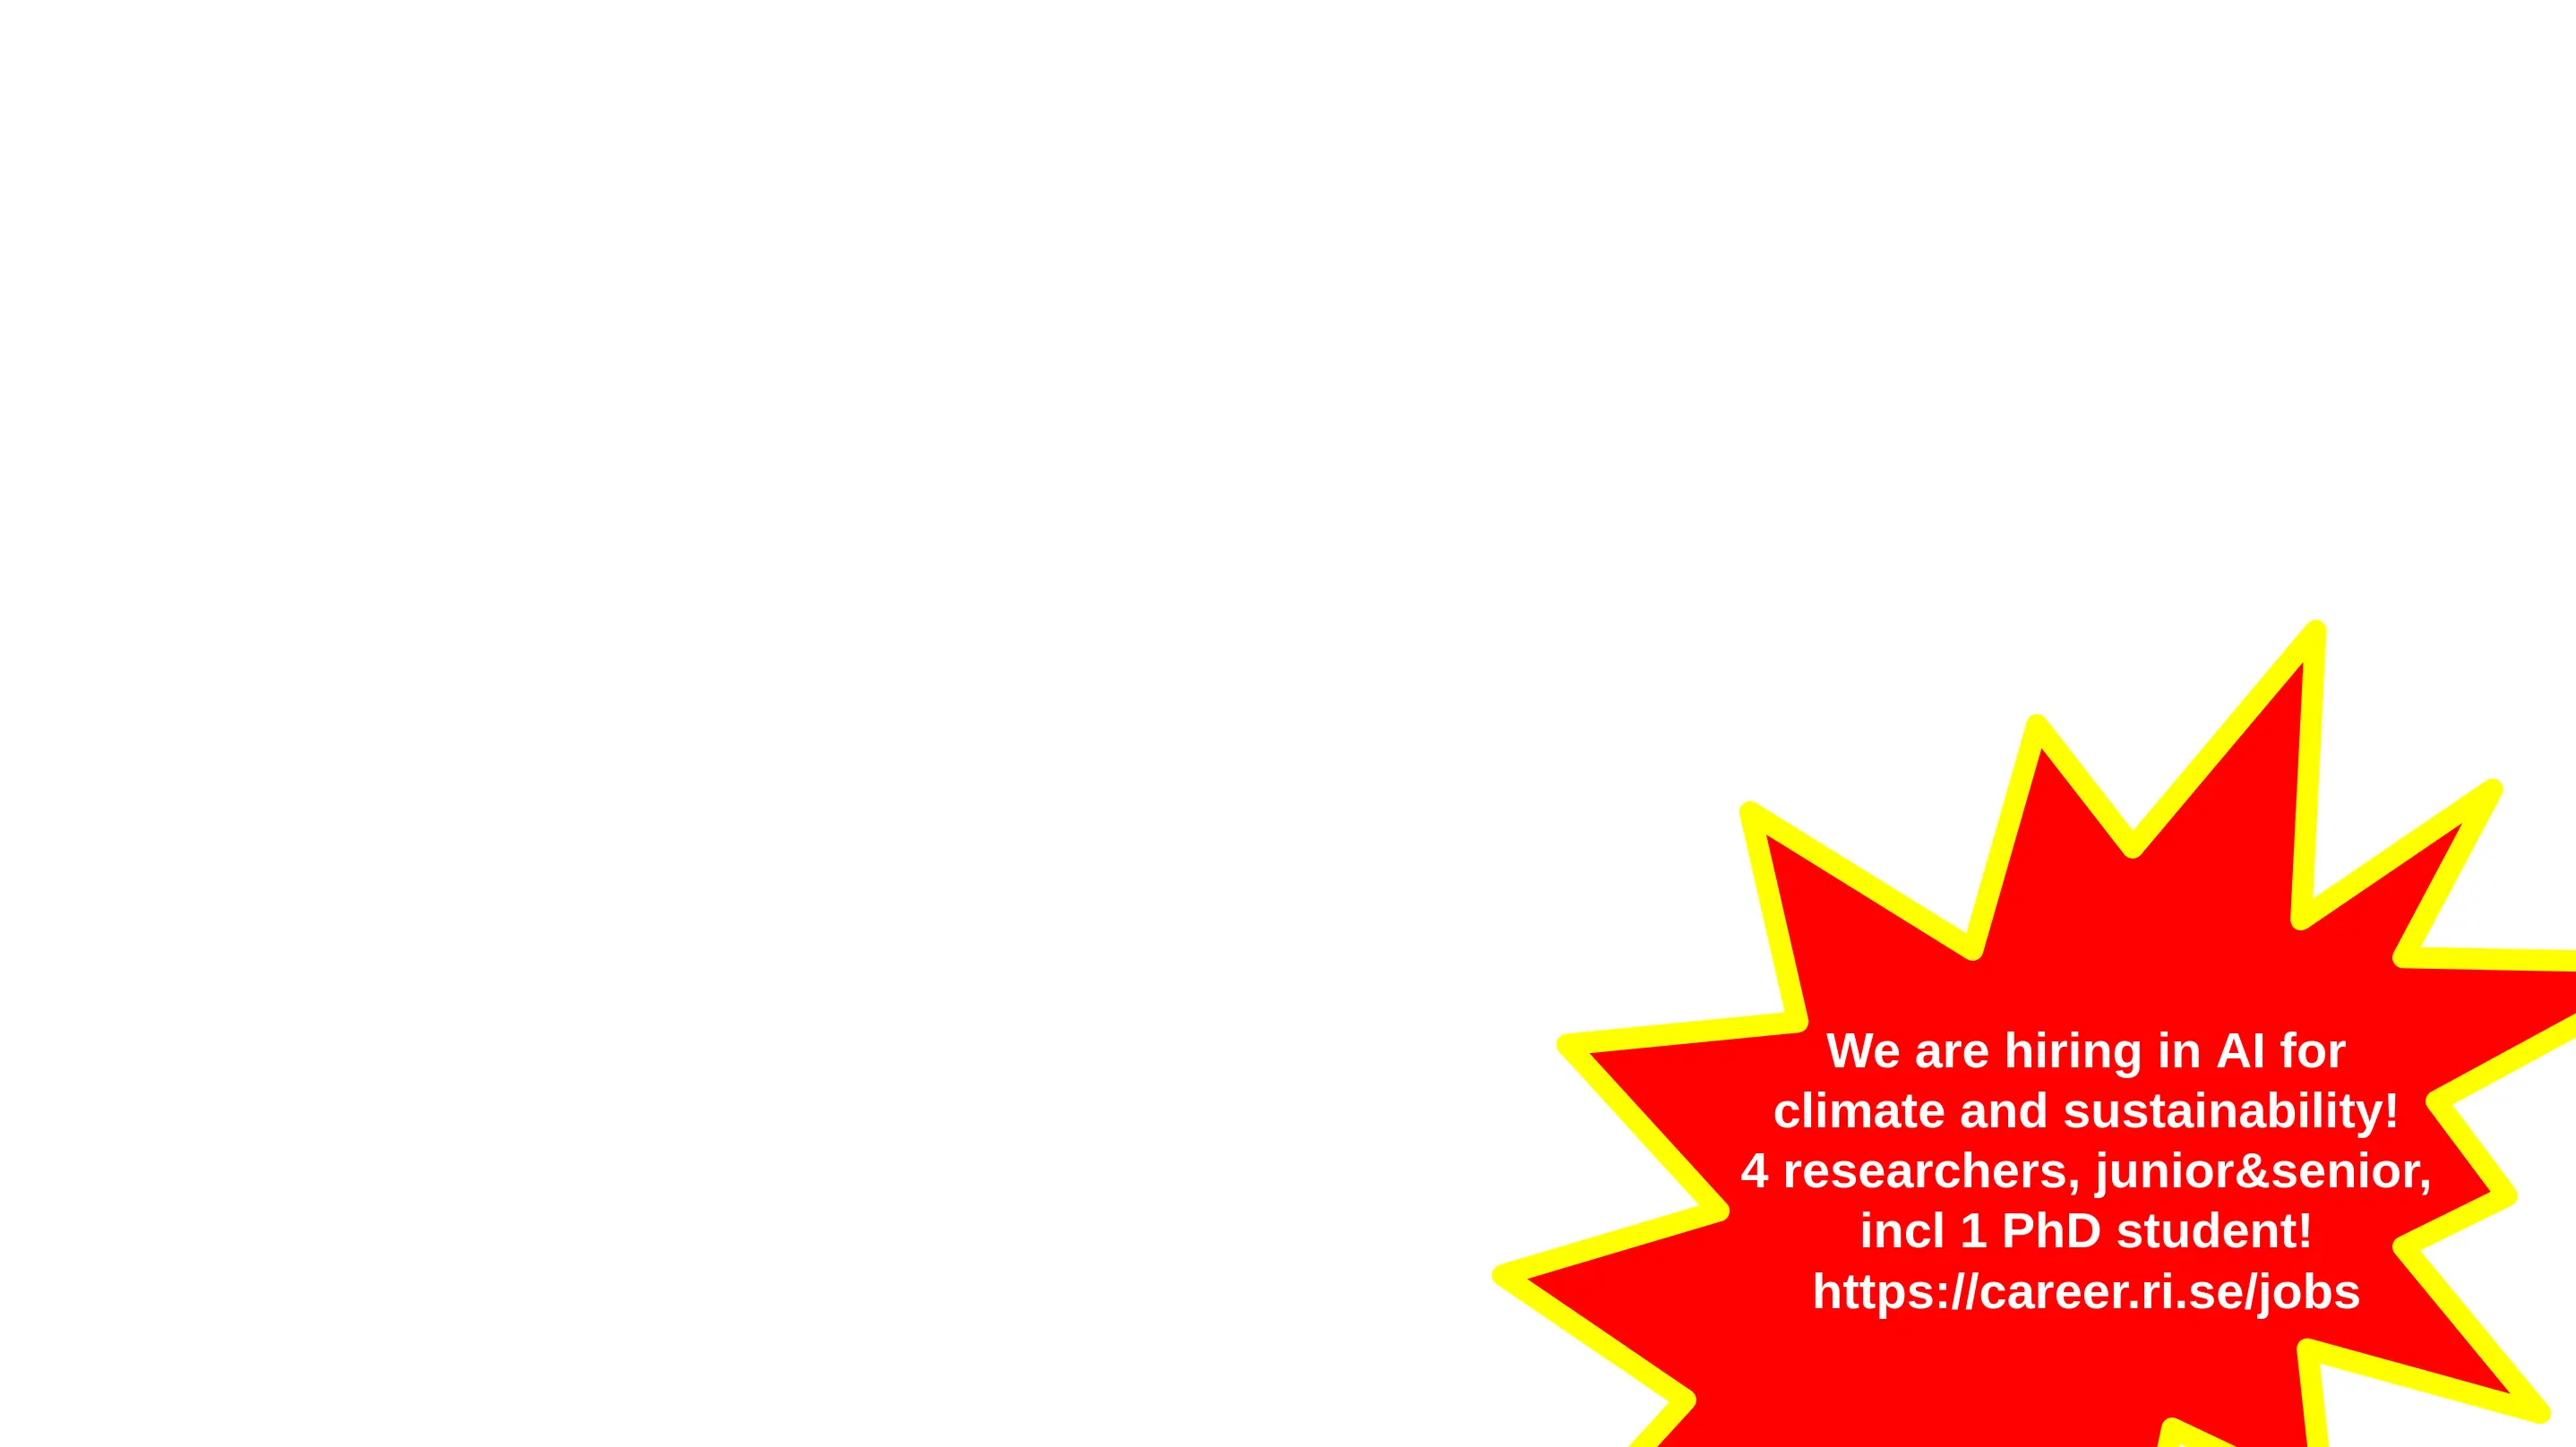 We are hiring in AI for
climate and sustainability!
4 researchers, junior&senior,
incl 1 PhD student!
https://career.ri.se/jobs